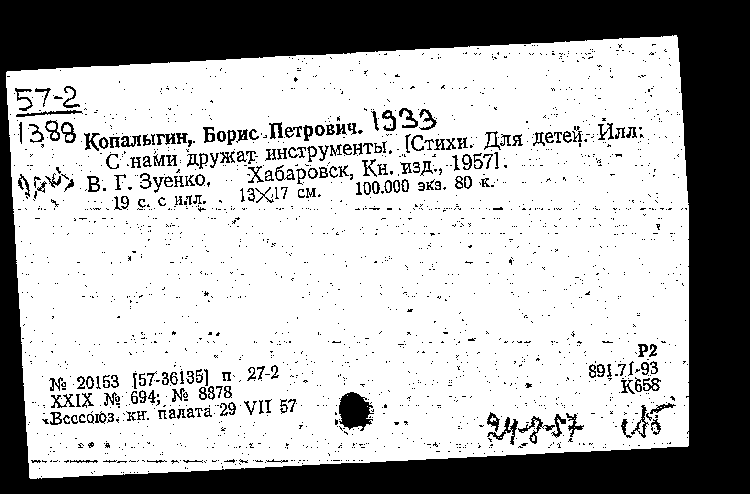 57-2
1388
Копалыгин, Борис Петрович. 1933
С нами дружат инструменты. [Стихи. Для детей. Илл:
В. Г. Зуенко. Хабаровск, Кн. изд., 1957].
19 с. с илл. 13×17 см. 100.000 экз. 80 к.
Р2
№ 20153 [57-36135] п 27-2 891.71-93
XXIX № 694; № 8378 К658
Всесоюз. кн. палата 29 VII 57
24-8-57